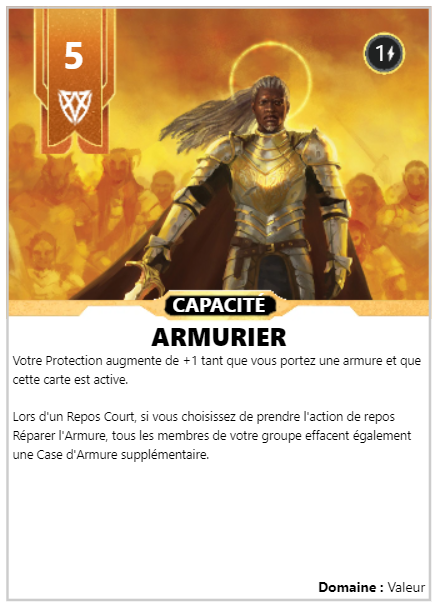 5
1
CAPACITÉ
ARMURIER
Votre Protection augmente de +1 tant que vous portez une armure et que
cette carte est active.
Lors d'un Repos Court, si vous choisissez de prendre l'action de repos
Réparer l'Armure, tous les membres de votre groupe effacent également
une Case d'Armure supplémentaire.
Domaine : Valeur